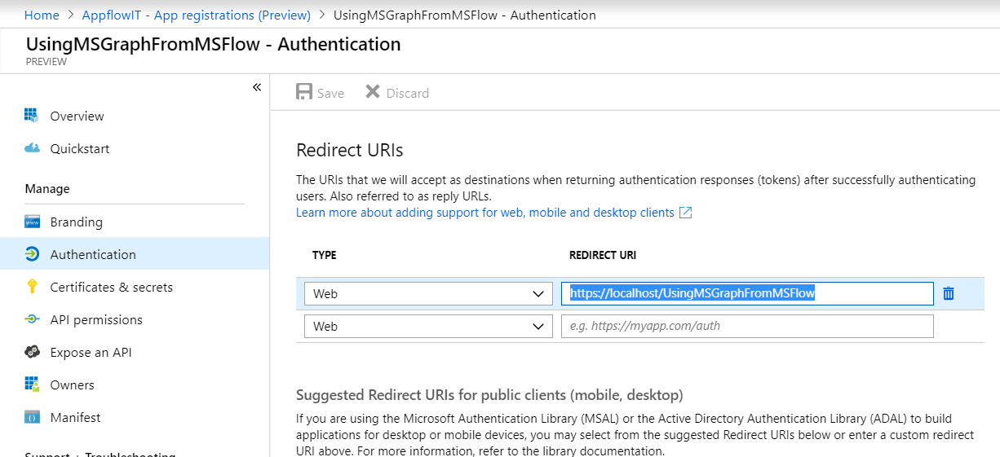 Home > AppflowIT - App registrations (Preview) > UsingMSGraphFromMSFlow - Authentication
UsingMSGraphFromMSFlow - Authentication
PREVIEW
«
Save Discard
Overview
Quickstart
Manage
Branding
Authentication
Certificates & secrets
API permissions
Expose an API
Owners
Manifest
Support + Troubleshooting
Redirect URIs
The URIs that we will accept as destinations when returning authentication responses (tokens) after successfully authenticating
users. Also referred to as reply URLs.
Learn more about adding support for web, mobile and desktop clients
TYPE REDIRECT URI
Web https://localhost/UsingMSGraphFromMSFlow
Web e.g. https://myapp.com/auth
Suggested Redirect URIs for public clients (mobile, desktop)
If you are using the Microsoft Authentication Library (MSAL) or the Active Directory Authentication Library (ADAL) to build
applications for desktop or mobile devices, you may select from the suggested Redirect URIs below or enter a custom redirect
URI above. For more information, refer to the library documentation.